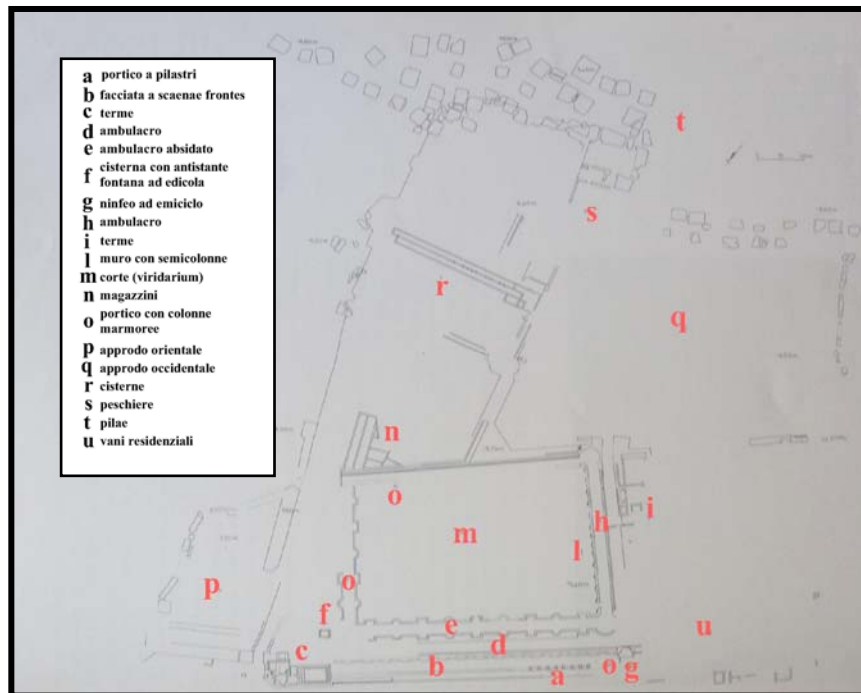 a portico a pilastri
b facciata a scaenae frontes
c terme
d ambulacro
e ambulacro absidato
f cisterna con antistante
fontana ad edicola
g ninfeo ad emiciclo
h ambulacro
i terme
l muro con semicolonne
m corte (viridarium)
n magazzini
o portico con colonne
marmoree
p approdo orientale
q approdo occidentale
r cisterne
s peschiere
t pilae
u vani residenziali
t
s
r
q
n
o
h
i
m
l
p
o
f
e
u
d
c
b
a
o
g